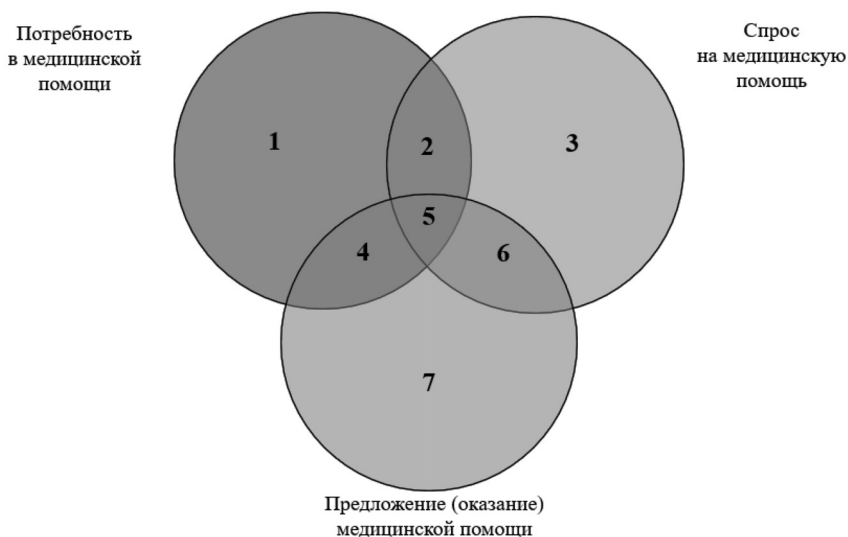 Потребность
в медицинской
помощи
Спрос
на медицинскую
помощь
1
2
3
4
5
6
7
Предложение (оказание)
медицинской помощи